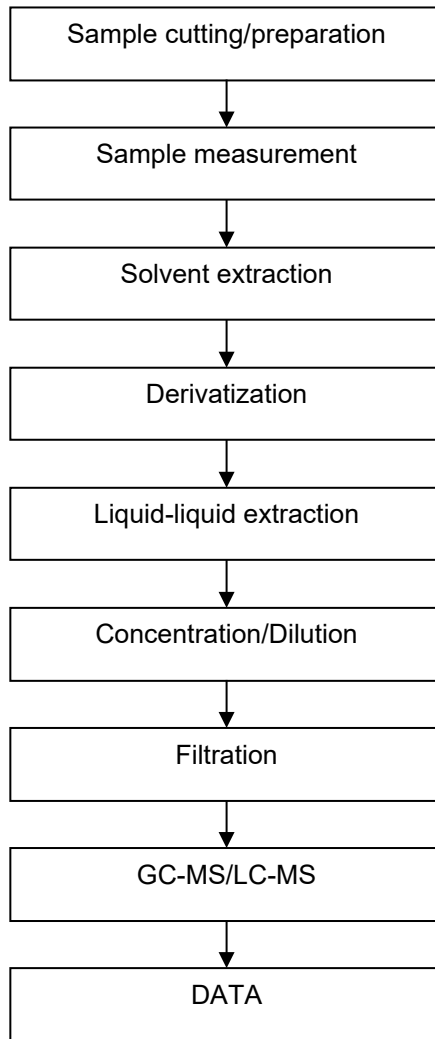 Sample cutting/preparation
Sample measurement
Solvent extraction
Derivatization
Liquid-liquid extraction
Concentration/Dilution
Filtration
GC-MS/LC-MS
DATA